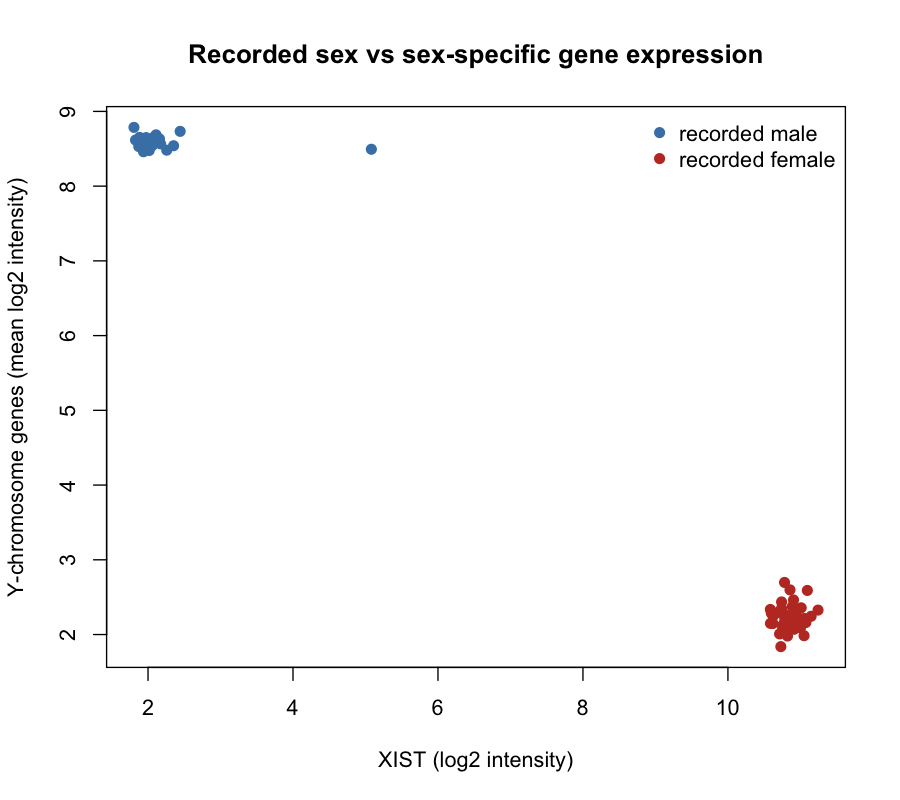 Recorded sex vs sex-specific gene expression
recorded male
recorded female
Y-chromosome genes (mean log2 intensity)
9
8
7
6
5
4
3
2
2 4 6 8 10
XIST (log2 intensity)